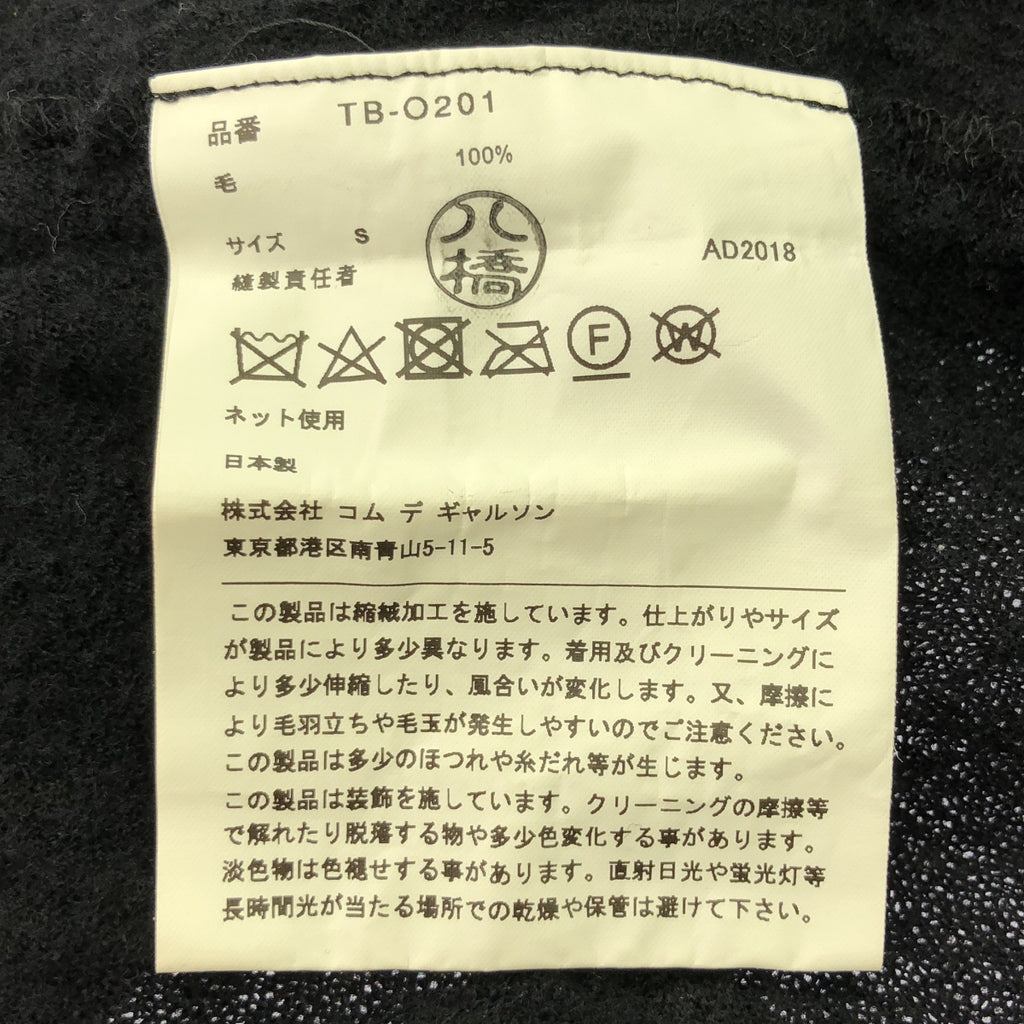 品番 TB-O201
毛 100%
サイズ S
縫製責任者 八橋 AD2018
F W
ネット使用
日本製
株式会社 コム デ ギャルソン
東京都港区南青山5-11-5
この製品は縮絨加工を施しています。仕上がりやサイズ
が製品により多少異なります。着用及びクリーニングに
より多少伸縮したり、風合いが変化します。又、摩擦に
より毛羽立ちや毛玉が発生しやすいのでご注意ください。
この製品は多少のほつれや糸だれ等が生じます。
この製品は装飾を施しています。クリーニングの摩擦等
で解れたり脱落する物や多少色変化する事があります。
淡色物は色褪せする事があります。直射日光や蛍光灯等
長時間光が当たる場所での乾燥や保管は避けて下さい。